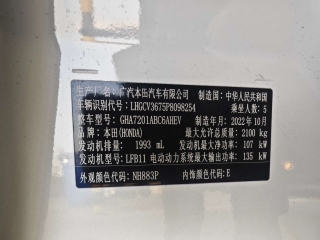 生产厂名:广汽本田汽车有限公司 制造国:中华人民共和国
车辆识别代号:LHGCV3675P8098254 乘坐人数:5
整车型号:GHA7201ABC6AHEV 制造年月:2022年10月
品牌:本田(HONDA) 最大允许总质量:2100 kg
发动机排量:1993 mL 发动机最大净功率:107 kW
发动机型号:LFB11 电动动力系统最大输出功率:135 kW
外观颜色代码:NH883P 内饰颜色代码:E